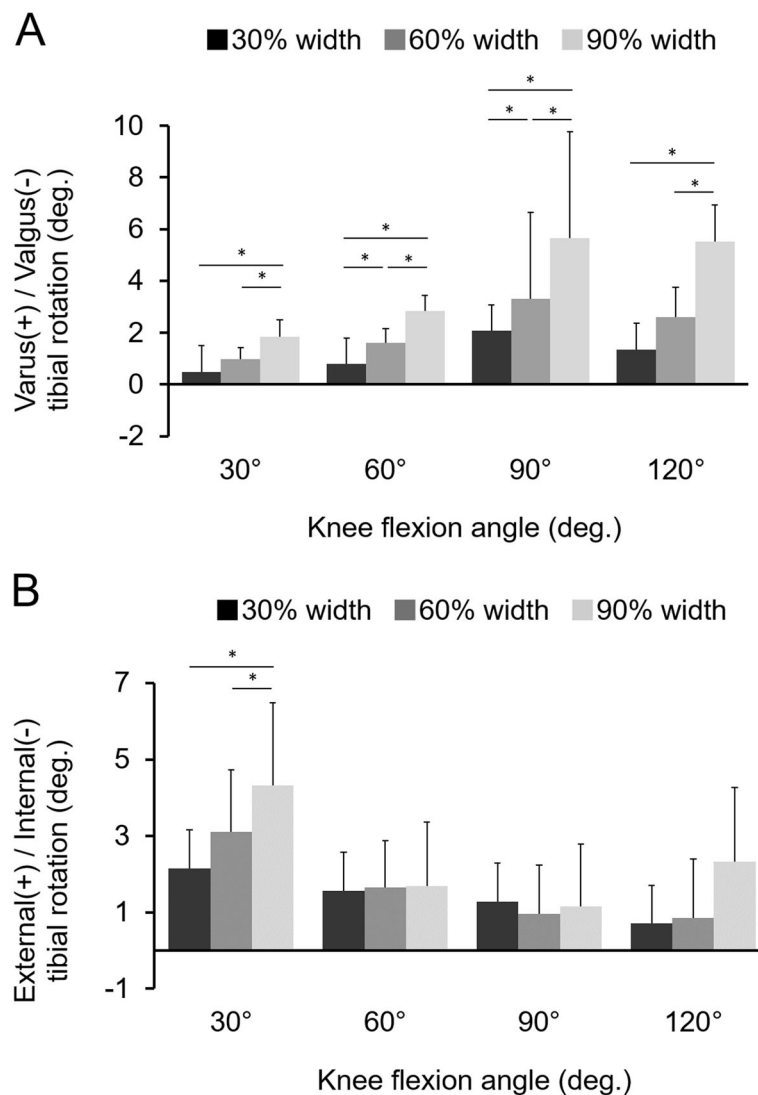 A
30% width 60% width 90% width
Varus(+) / Valgus(-)
tibial rotation (deg.)
10
8
6
4
2
0
-2
* * * * * * * * * *
30° 60° 90° 120°
Knee flexion angle (deg.)
B
30% width 60% width 90% width
External(+) / Internal(-)
tibial rotation (deg.)
7
5
3
1
-1
* *
30° 60° 90° 120°
Knee flexion angle (deg.)